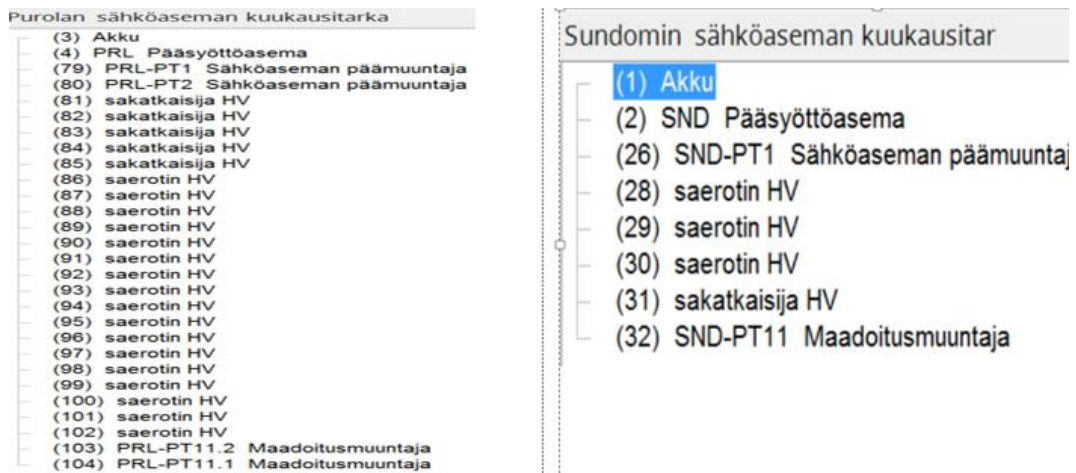 Purolan sähköaseman kuukausitarka
(3) Akku
(4) PRL Pääsyöttöasema
(79) PRL-PT1 Sähköaseman päämuuntaja
(80) PRL-PT2 Sähköaseman päämuuntaja
(81) sakatkaisija HV
(82) sakatkaisija HV
(83) sakatkaisija HV
(84) sakatkaisija HV
(85) sakatkaisija HV
(86) saerotin HV
(87) saerotin HV
(88) saerotin HV
(89) saerotin HV
(90) saerotin HV
(91) saerotin HV
(92) saerotin HV
(93) saerotin HV
(94) saerotin HV
(95) saerotin HV
(96) saerotin HV
(97) saerotin HV
(98) saerotin HV
(99) saerotin HV
(100) saerotin HV
(101) saerotin HV
(102) saerotin HV
(103) PRL-PT11.2 Maadoitusmuuntaja
(104) PRL-PT11.1 Maadoitusmuuntaja
Sundomin sähköaseman kuukausitar
(1) Akku
(2) SND Pääsyöttöasema
(26) SND-PT1 Sähköaseman päämuuntaj
(28) saerotin HV
(29) saerotin HV
(30) saerotin HV
(31) sakatkaisija HV
(32) SND-PT11 Maadoitusmuuntaja